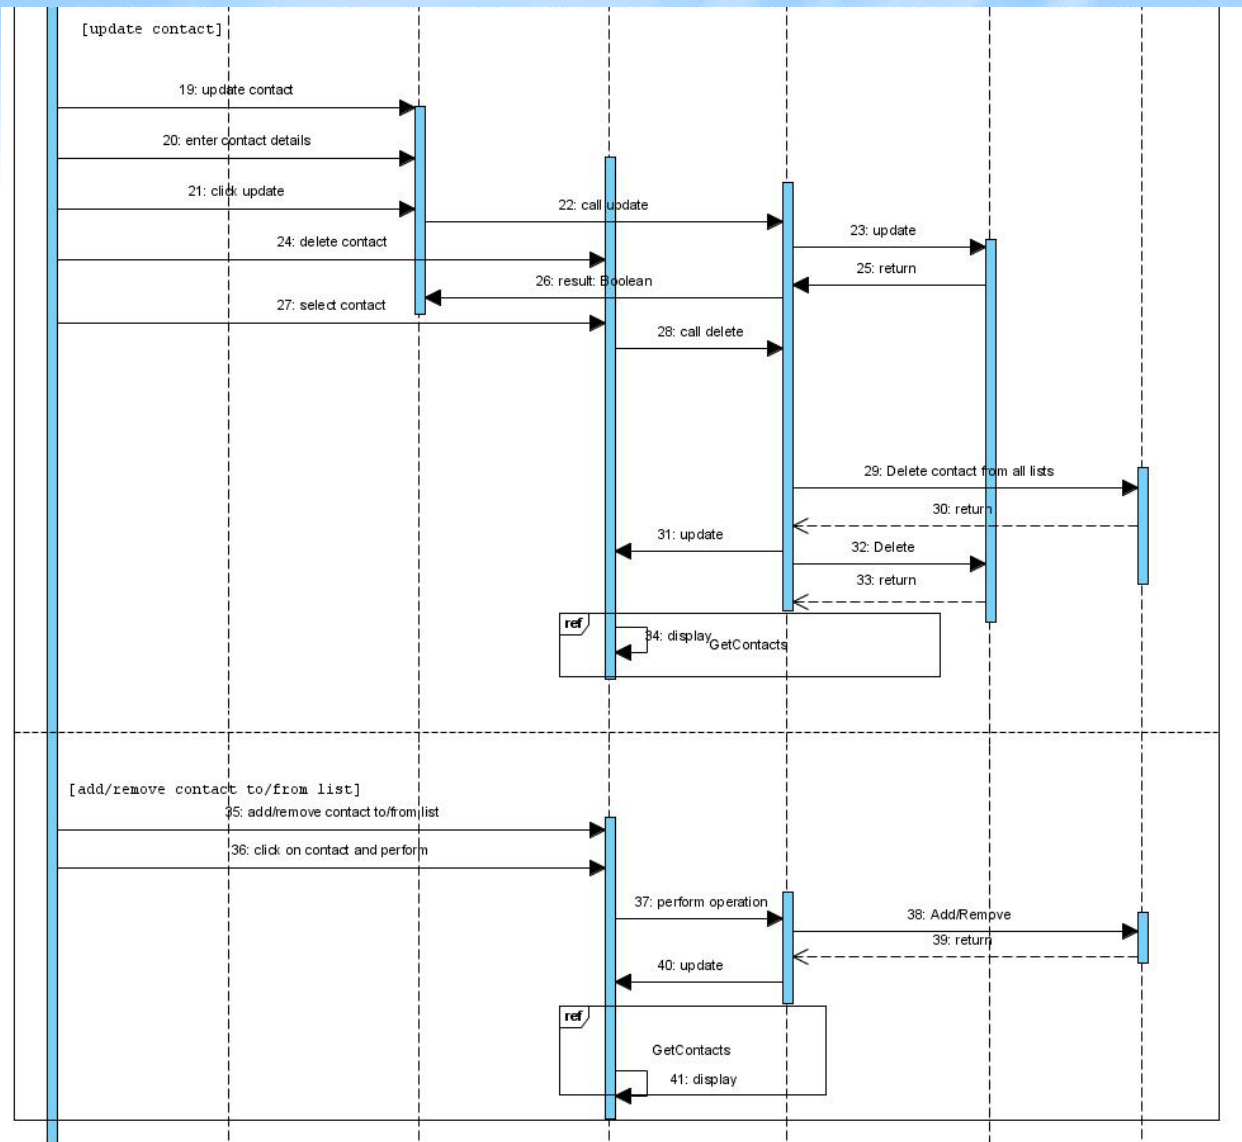 [update contact]
19: update contact
20: enter contact details
21: click update
22: call update
23: update
24: delete contact
25: return
26: result: Boolean
27: select contact
28: call delete
29: Delete contact from all lists
30: return
31: update
32: Delete
33: return
ref
34: display
GetContacts
[add/remove contact to/from list]
35: add/remove contact to/from list
36: click on contact and perform
37: perform operation
38: Add/Remove
39: return
40: update
ref
GetContacts
41: display